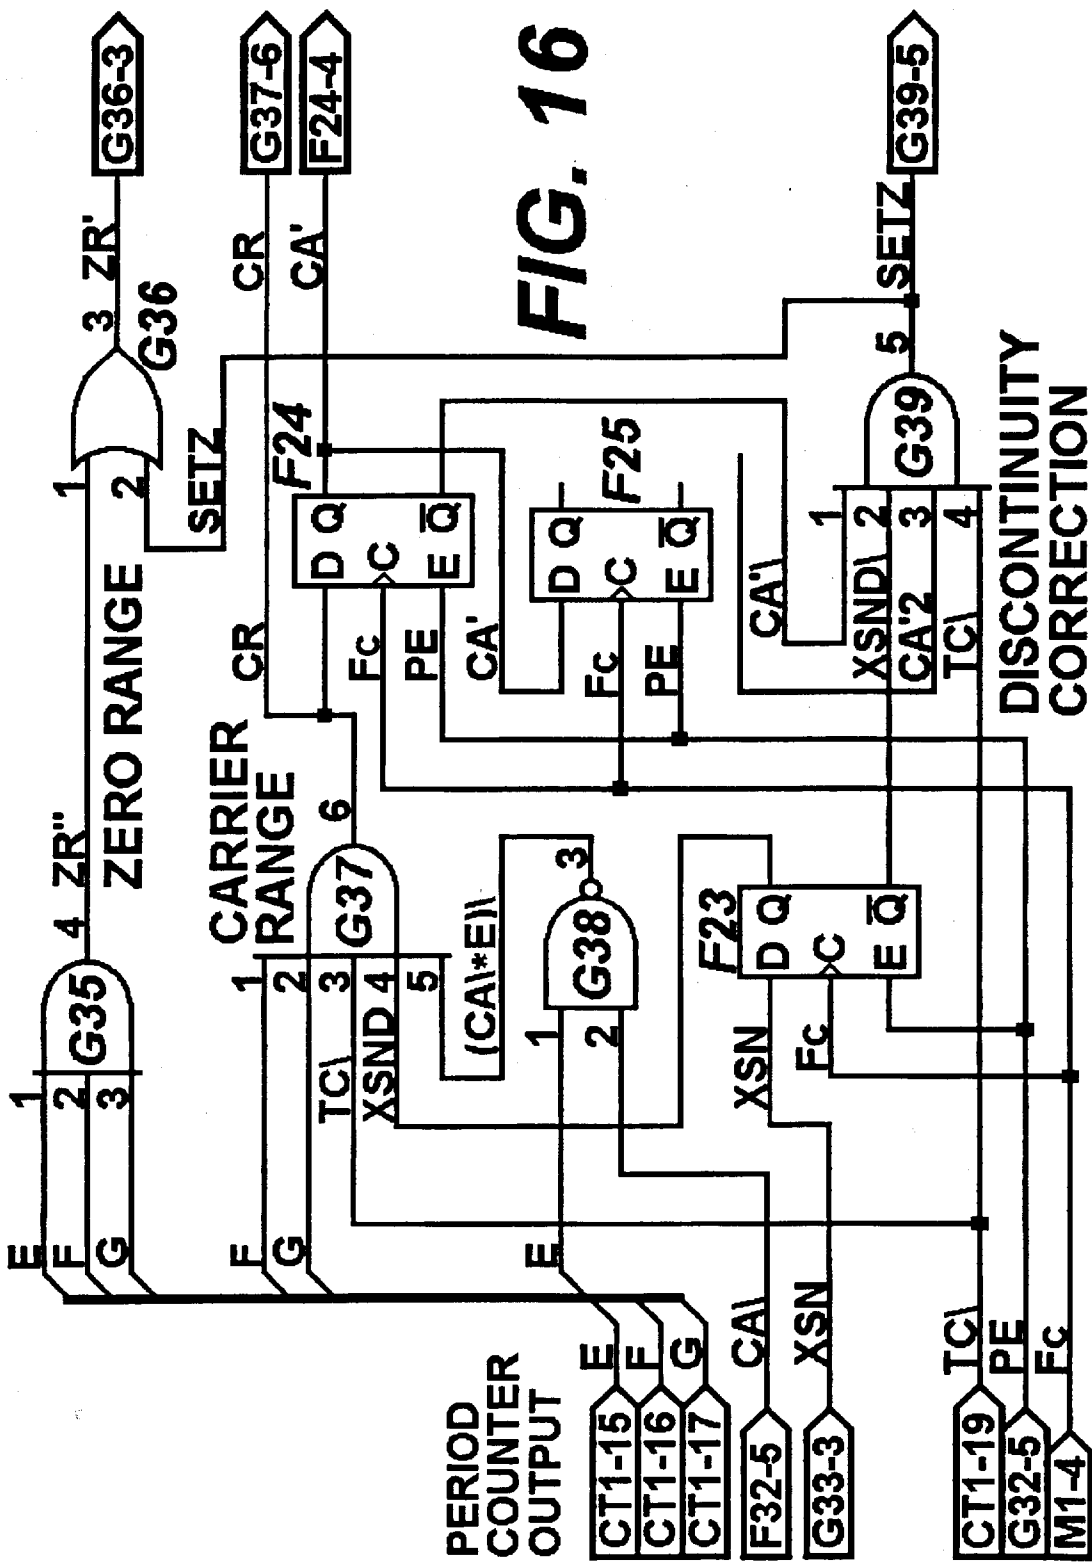 E
F
G
1
2
3
G35
4
ZR"
ZERO RANGE
1
2
SETZ
G36
3
ZR'
G36-3
F
G
TC\
XSND
1
2
3
4
5
G37
6
CARRIER
RANGE
CR
CR
G37-6
F24
D
Q
C
E
Q
Fc
PE
CA'
F24-4
(CA\*E)\
E
1
2
G38
3
CA'
Fc
PE
F25
D
Q
C
E
Q
XSN
Fc
F23
D
Q
C
E
Q
CA'\
XSND\
CA'2
TC\
1
2
3
4
G39
5
SETZ
G39-5
DISCONTINUITY
CORRECTION
PERIOD
COUNTER
OUTPUT
CT1-15
E
CT1-16
F
CT1-17
G
F32-5
CA\
G33-3
XSN
CT1-19
TC\
G32-5
PE
M1-4
Fc
FIG. 16